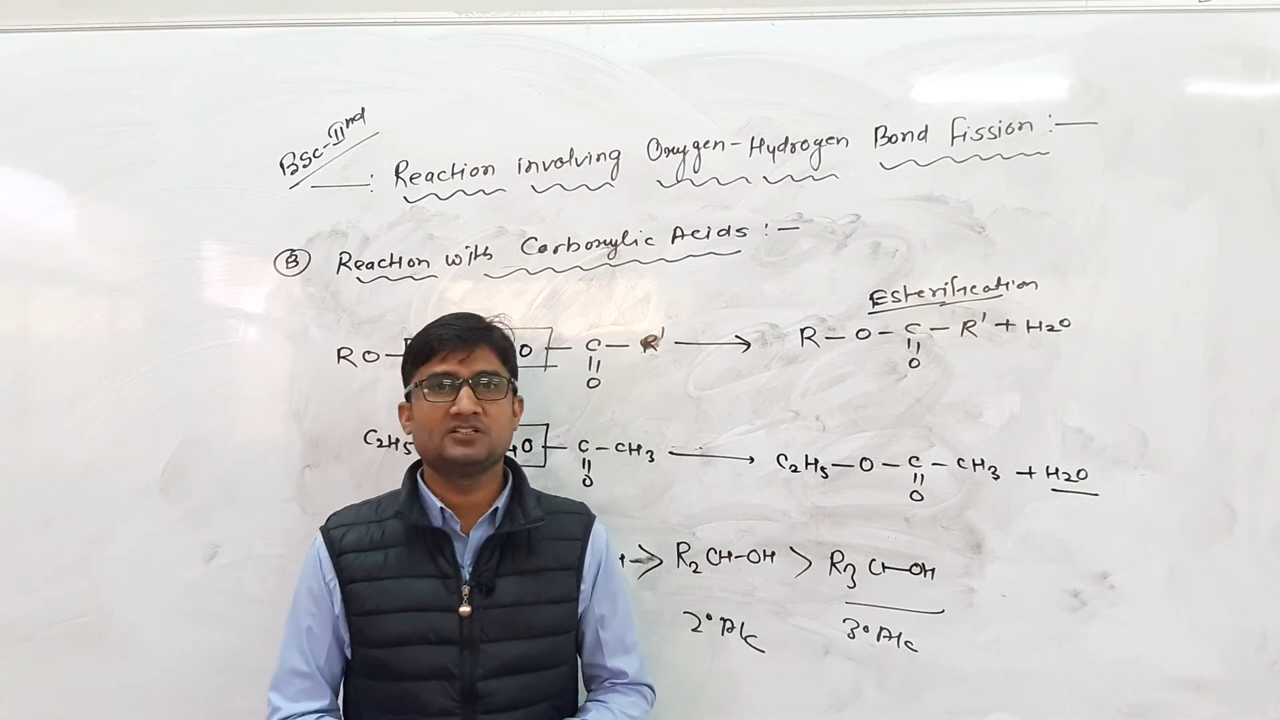 BSc-IInd
—: Reaction involving Oxygen-Hydrogen Bond Fission :—
Ⓑ Reaction with Carboxylic Acids :—
Esterification
RO— O—C—R' → R—O—C—R' + H2O
|| ||
O O
C2H5 O—C—CH3 → C2H5—O—C—CH3 + H2O
|| ||
O O
> R2CH-OH > R3 C-OH
2° Alc 3° Alc